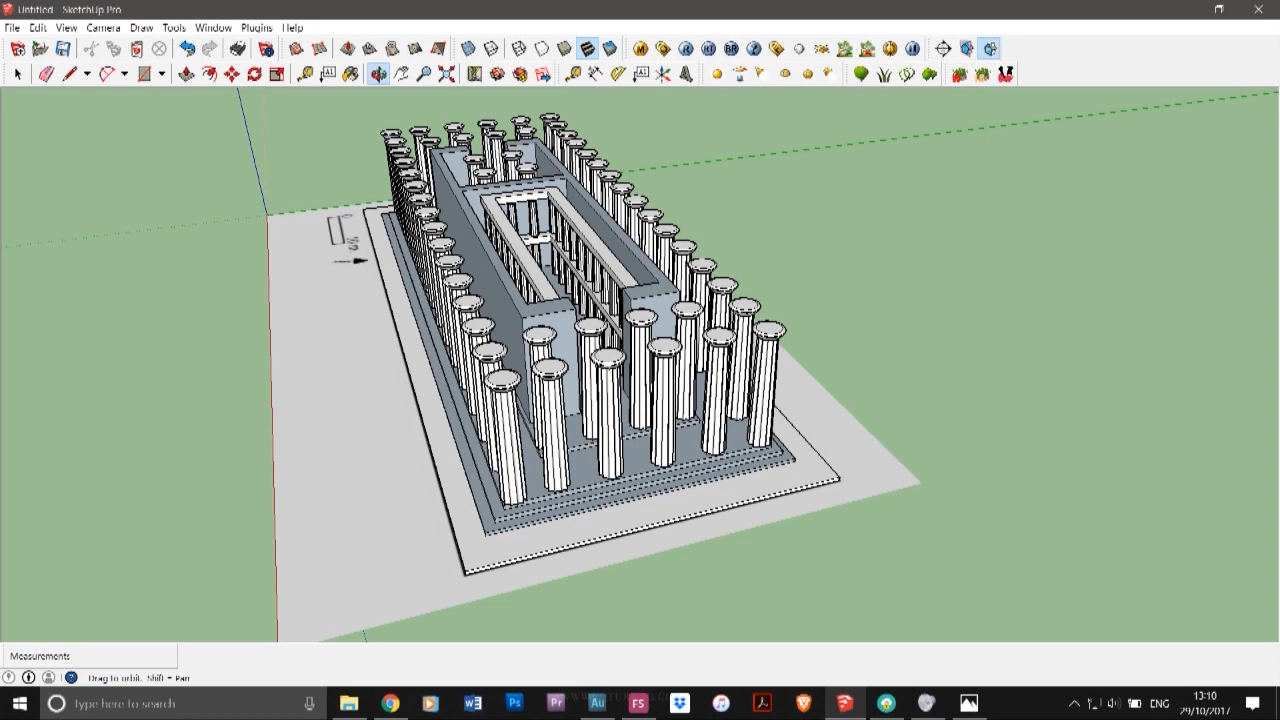 Untitled - SketchUp Pro
File Edit View Camera Draw Tools Window Plugins Help
Measurements
Drag to orbit. Shift = Pan
Type here to search
13:10
ENG
29/10/2017